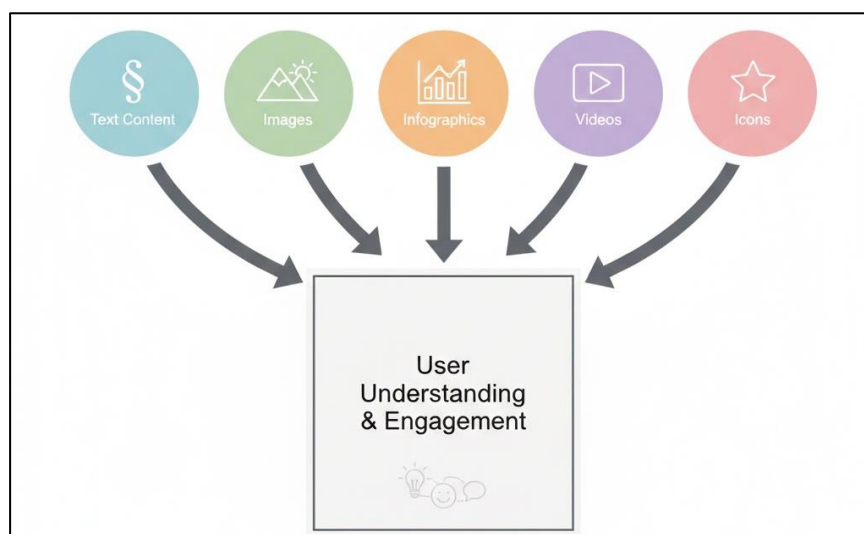 §
Text Content
Images
Infographics
Videos
Icons
User
Understanding
& Engagement